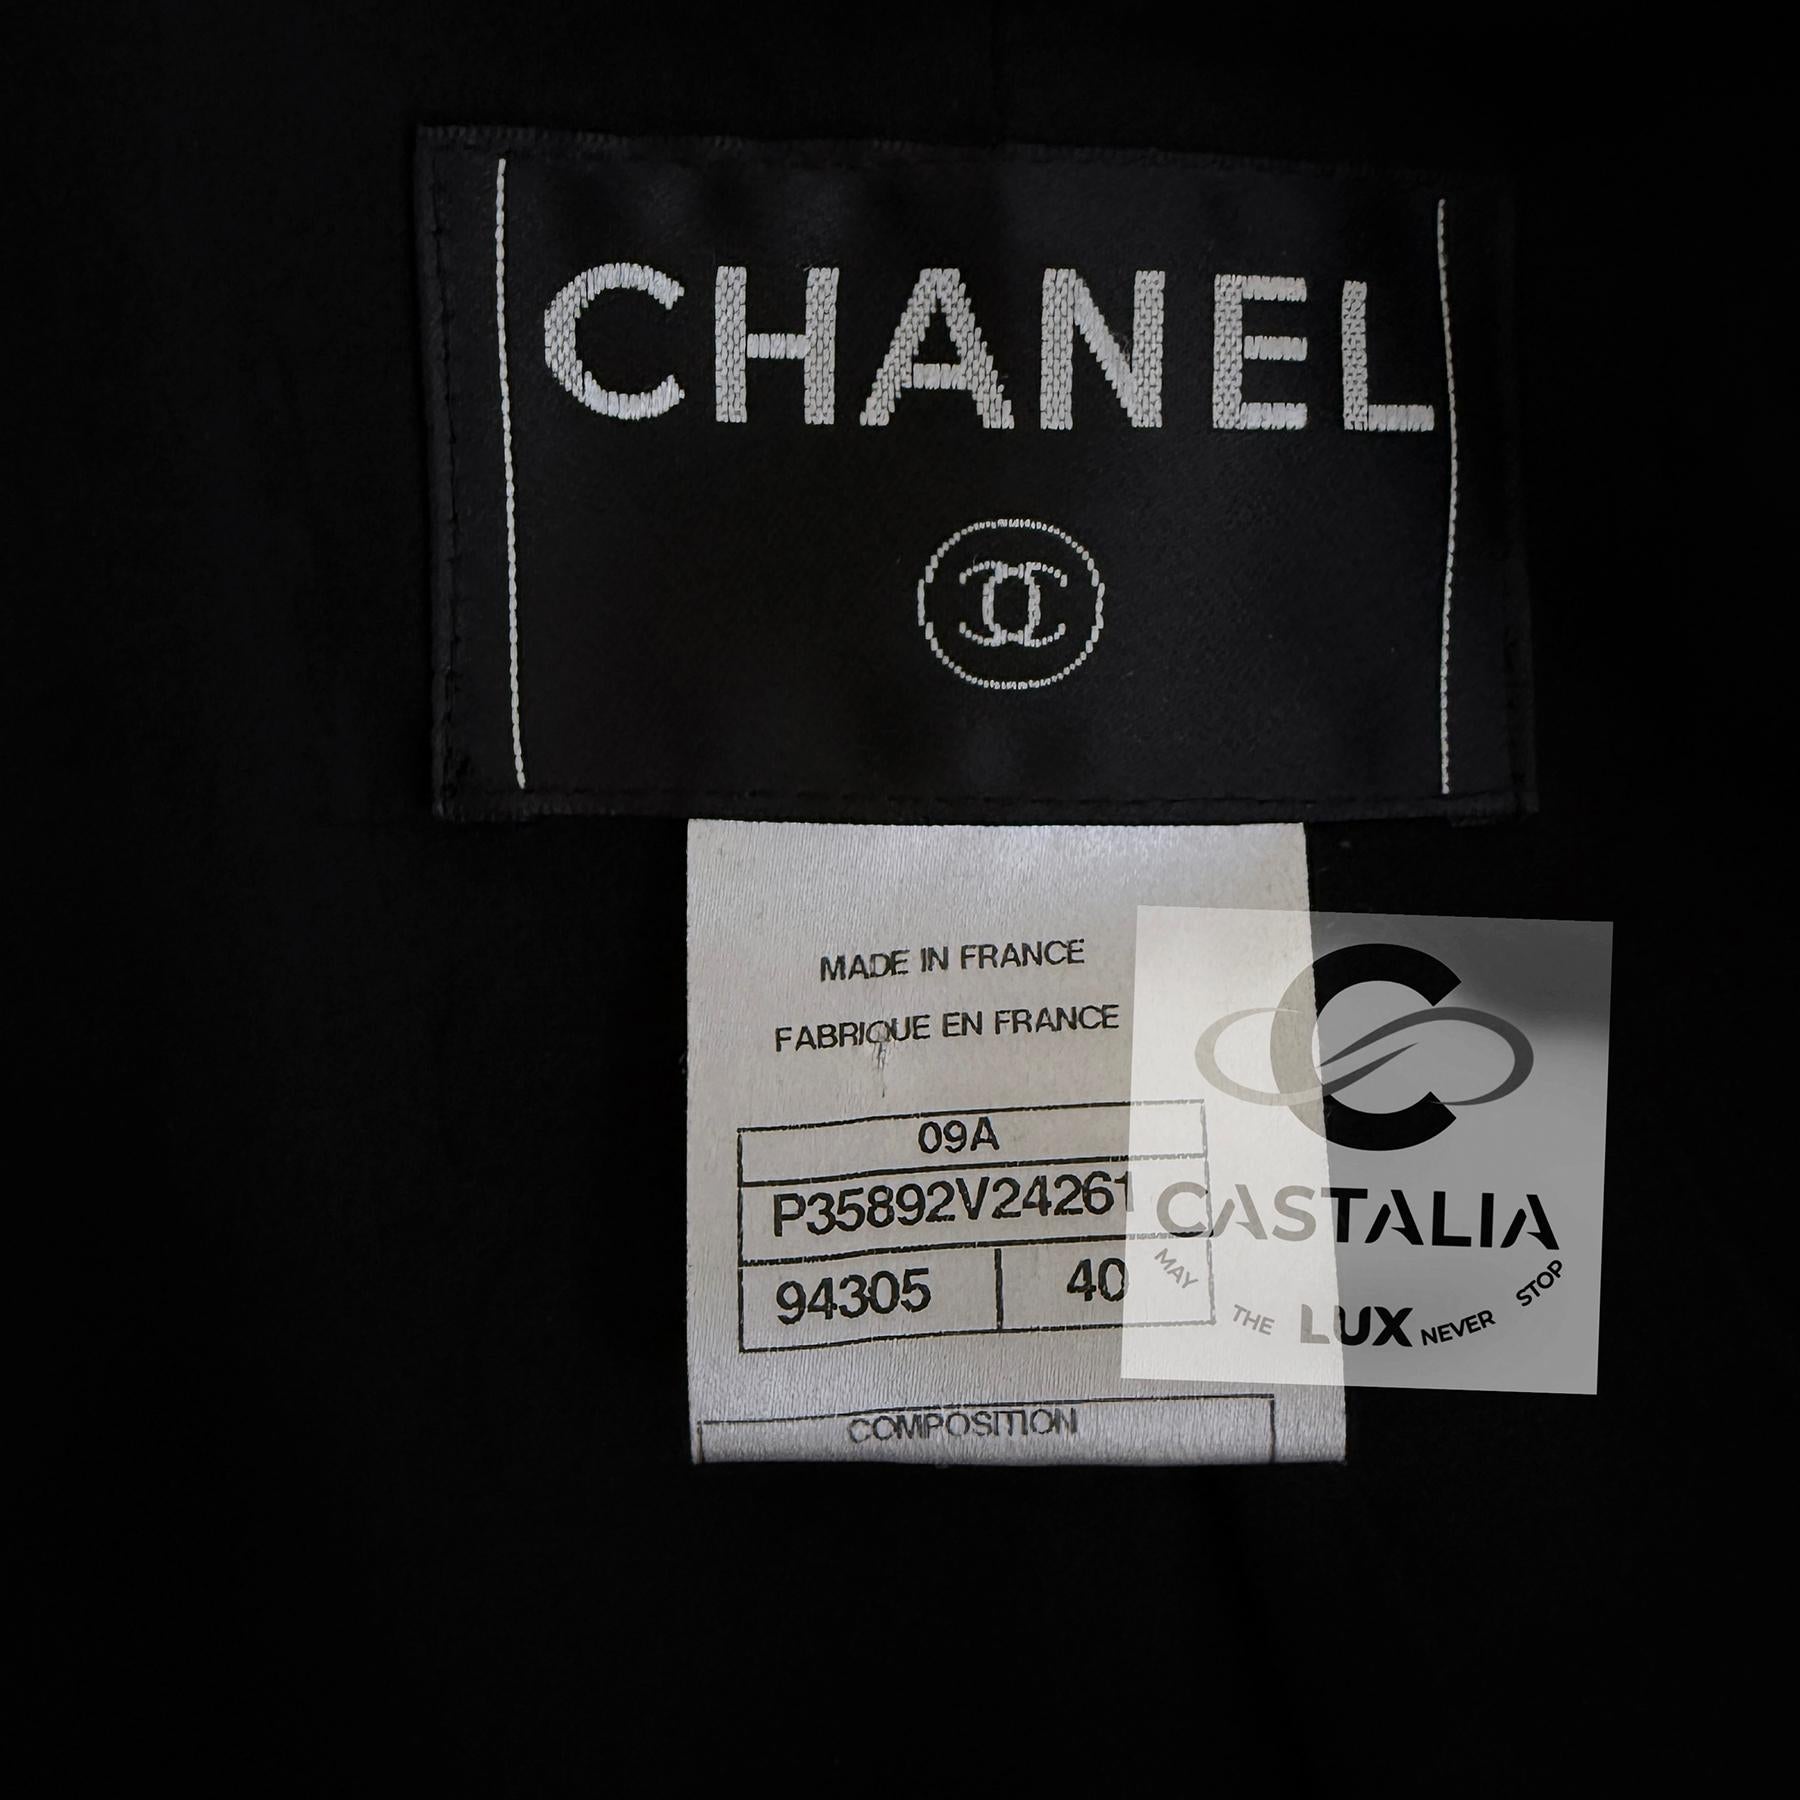 CHANEL
MADE IN FRANCE
FABRIQUE EN FRANCE
09A
P35892V24261
94305 40
COMPOSITION
CASTALIA
MAY THE LUX NEVER STOP